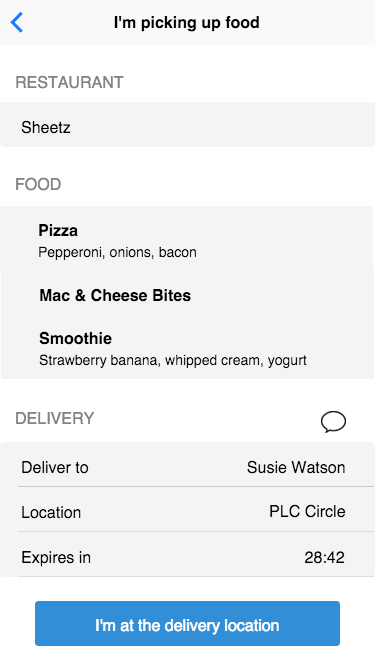 I'm picking up food
RESTAURANT
Sheetz
FOOD
Pizza
Pepperoni, onions, bacon
Mac & Cheese Bites
Smoothie
Strawberry banana, whipped cream, yogurt
DELIVERY
Deliver to Susie Watson
Location PLC Circle
Expires in 28:42
I'm at the delivery location